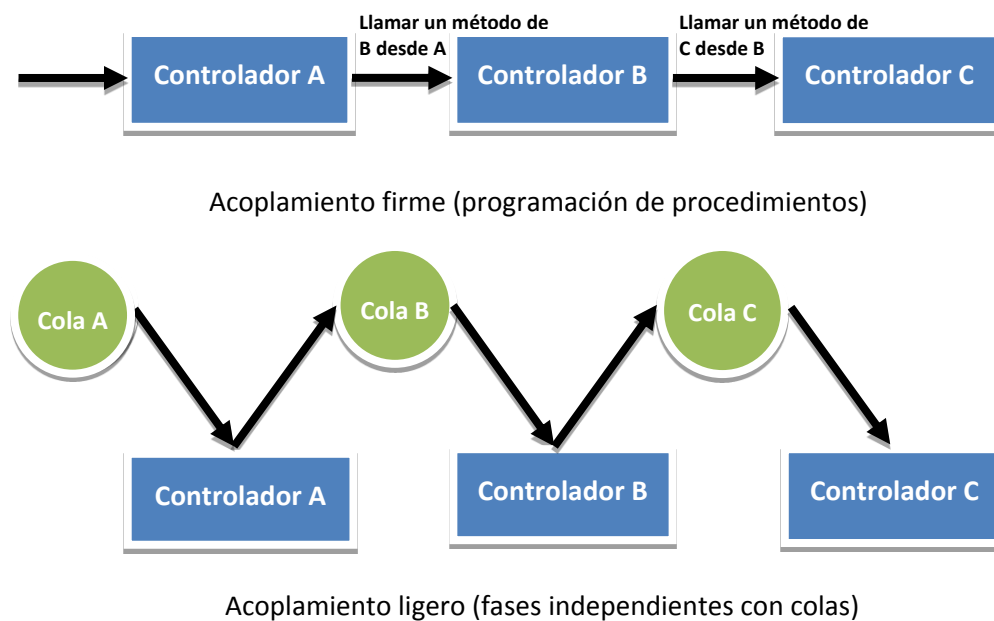 Llamar un método de
B desde A
Llamar un método de
C desde B
Controlador A
Controlador B
Controlador C
Acoplamiento firme (programación de procedimientos)
Cola A
Cola B
Cola C
Controlador A
Controlador B
Controlador C
Acoplamiento ligero (fases independientes con colas)